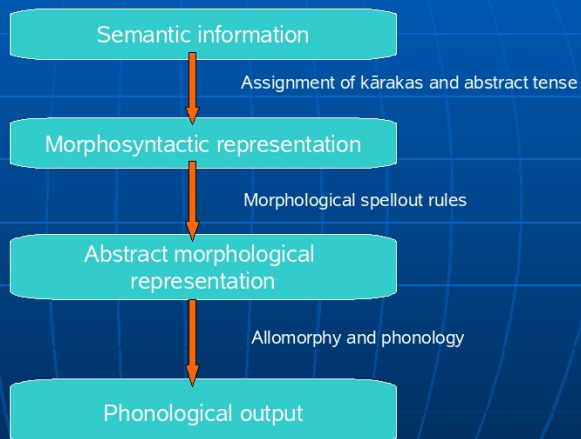 Semantic information
Assignment of kārakas and abstract tense
Morphosyntactic representation
Morphological spellout rules
Abstract morphological
representation
Allomorphy and phonology
Phonological output